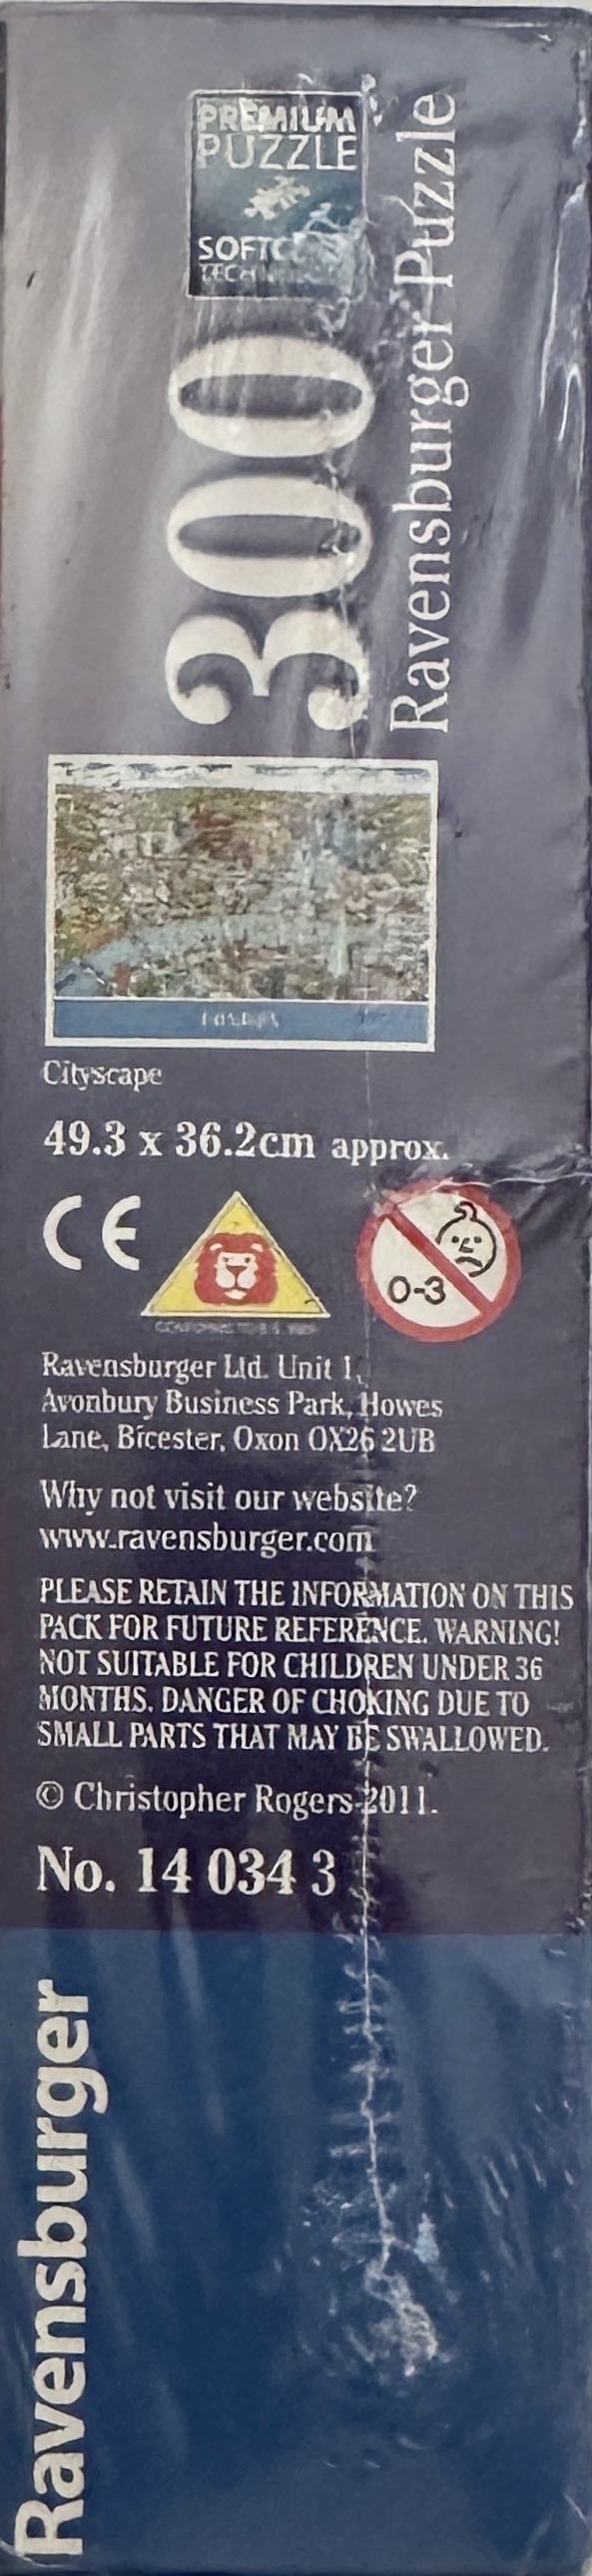 PREMIUM
PUZZLE
300
Ravensburger Puzzle
LONDON
Cityscape
49.3 x 36.2cm approx.
CE
0-3
Ravensburger Ltd. Unit 1,
Avonbury Business Park, Howes
Lane, Bicester, Oxon OX26 2UB
Why not visit our website?
www.ravensburger.com
PLEASE RETAIN THE INFORMATION ON THIS
PACK FOR FUTURE REFERENCE. WARNING!
NOT SUITABLE FOR CHILDREN UNDER 36
MONTHS. DANGER OF CHOKING DUE TO
SMALL PARTS THAT MAY BE SWALLOWED.
© Christopher Rogers 2011.
No. 14 034 3
Ravensburger